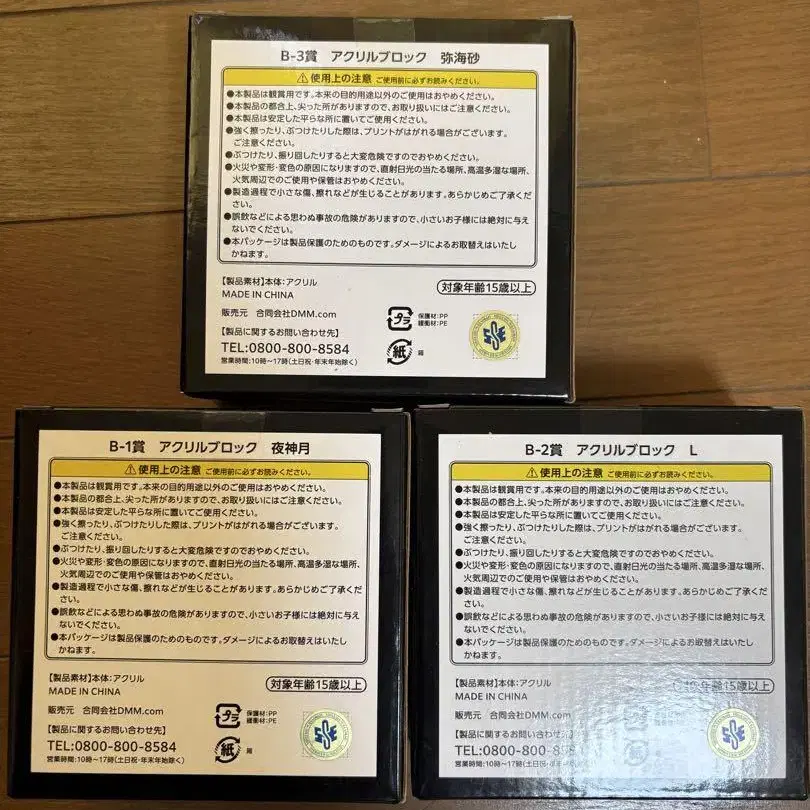 B-3賞 アクリルブロック 弥海砂
⚠使用上の注意 ご使用前に必ずお読みください。
●本製品は観賞用です。本来の目的用途以外のご使用はおやめください。
●本製品の都合上、尖った所がありますので、お取り扱いにはご注意ください。
●本製品は安定した平らな所に置いてご使用ください。
●強く擦ったり、ぶつけたりした際は、プリントがはがれる場合がございます。
ご注意ください。
●ぶつけたり、振り回したりすると大変危険ですのでおやめください。
●火災や変形・変色の原因になりますので、直射日光の当たる場所、高温多湿な場所、
火気周辺でのご使用や保管はおやめください。
●製造過程で小さな傷、擦れなどが生じることがあります。あらかじめご了承くだ
さい。
●誤飲などによる思わぬ事故の危険がありますので、小さいお子様には絶対に与え
ないでください。
●本パッケージは製品保護のためのものです。ダメージによるお取替えはいたし
かねます。
【製品素材】本体:アクリル
MADE IN CHINA
対象年齢15歳以上
販売元 合同会社DMM.com
【製品に関するお問い合わせ先】
TEL:0800-800-8584
営業時間:10時~17時(土日祝・年末年始除く)
プラ
保護材:PP
緩衝材:PE
紙
箱
B-1賞 アクリルブロック 夜神月
⚠使用上の注意 ご使用前に必ずお読みください。
●本製品は観賞用です。本来の目的用途以外のご使用はおやめください。
●本製品の都合上、尖った所がありますので、お取り扱いにはご注意ください。
●本製品は安定した平らな所に置いてご使用ください。
●強く擦ったり、ぶつけたりした際は、プリントがはがれる場合がございます。
ご注意ください。
●ぶつけたり、振り回したりすると大変危険ですのでおやめください。
●火災や変形・変色の原因になりますので、直射日光の当たる場所、高温多湿な場所、
火気周辺でのご使用や保管はおやめください。
●製造過程で小さな傷、擦れなどが生じることがあります。あらかじめご了承くだ
さい。
●誤飲などによる思わぬ事故の危険がありますので、小さいお子様には絶対に与え
ないでください。
●本パッケージは製品保護のためのものです。ダメージによるお取替えはいたし
かねます。
【製品素材】本体:アクリル
MADE IN CHINA
対象年齢15歳以上
販売元 合同会社DMM.com
【製品に関するお問い合わせ先】
TEL:0800-800-8584
営業時間:10時~17時(土日祝・年末年始除く)
プラ
保護材:PP
緩衝材:PE
紙
箱
B-2賞 アクリルブロック L
⚠使用上の注意 ご使用前に必ずお読みください。
●本製品は観賞用です。本来の目的用途以外のご使用はおやめください。
●本製品の都合上、尖った所がありますので、お取り扱いにはご注意ください。
●本製品は安定した平らな所に置いてご使用ください。
●強く擦ったり、ぶつけたりした際は、プリントがはがれる場合がございます。
ご注意ください。
●ぶつけたり、振り回したりすると大変危険ですのでおやめください。
●火災や変形・変色の原因になりますので、直射日光の当たる場所、高温多湿な場所、
火気周辺でのご使用や保管はおやめください。
●製造過程で小さな傷、擦れなどが生じることがあります。あらかじめご了承くだ
さい。
●誤飲などによる思わぬ事故の危険がありますので、小さいお子様には絶対に与え
ないでください。
●本パッケージは製品保護のためのものです。ダメージによるお取替えはいたし
かねます。
【製品素材】本体:アクリル
MADE IN CHINA
年齢15歳以上
販売元 合同会社DMM.com
【製品に関するお問い合わせ先】
TEL:0800-800-8
営業時間:10時~17時(土日祝・年末年始除く)